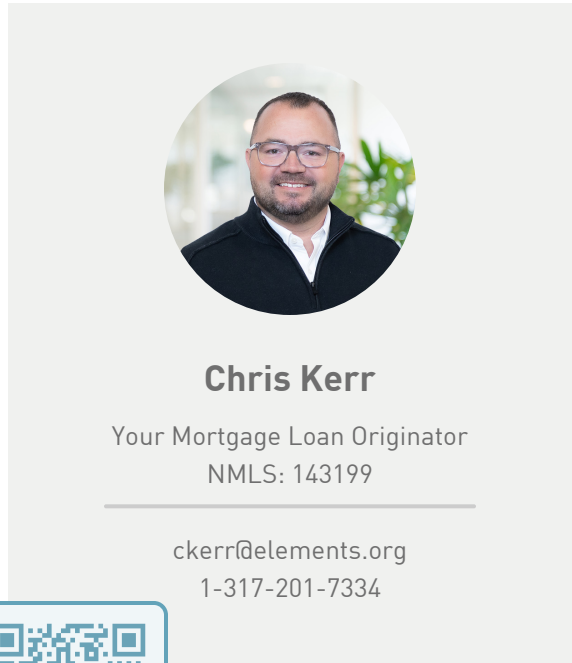 Chris Kerr
Your Mortgage Loan Originator
NMLS: 143199
ckerr@elements.org
1-317-201-7334